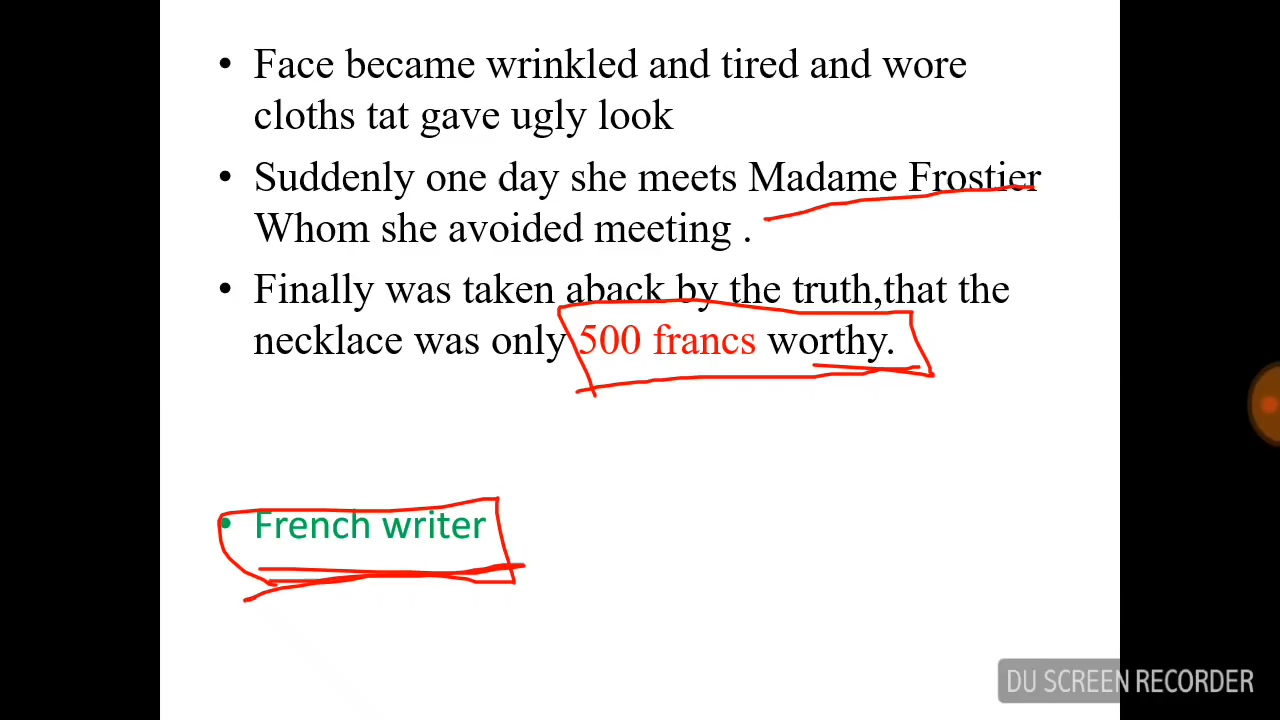 • Face became wrinkled and tired and wore
cloths tat gave ugly look
• Suddenly one day she meets Madame Frostier
Whom she avoided meeting .
• Finally was taken aback by the truth,that the
necklace was only 500 francs worthy.
• French writer
DU SCREEN RECORDER